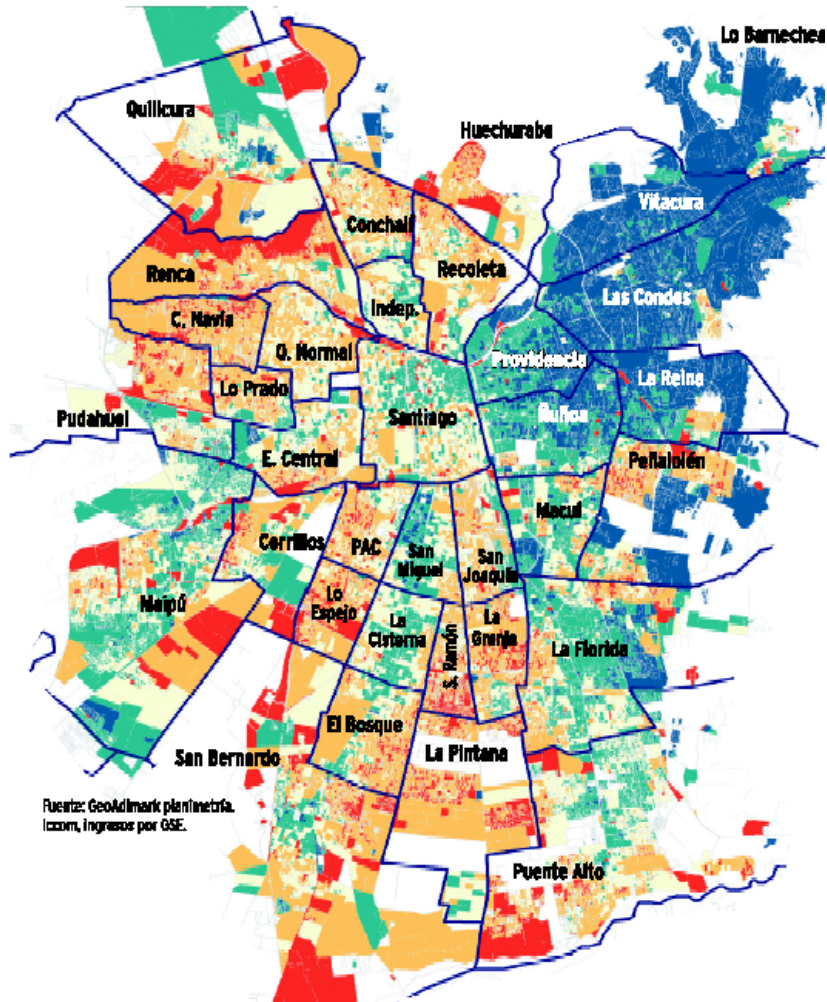 Lo Barnechea
Quilicura
Huechuraba
Vitacura
Conchalí
Recoleta
Renca
Las Condes
Indep.
C. Navia
Q. Normal
Providencia
La Reina
Lo Prado
Pudahuel
Santiago
Ñuñoa
E. Central
Peñalolén
Macul
Cerrillos
PAC
San
Miguel
San
Joaquín
Maipú
Lo
Espejo
La
Cisterna
S. Ramón
La
Granja
La Florida
El Bosque
San Bernardo
La Pintana
Fuente: GeoAdimark planimetría.
Iccom, ingresos por GSE.
Puente Alto